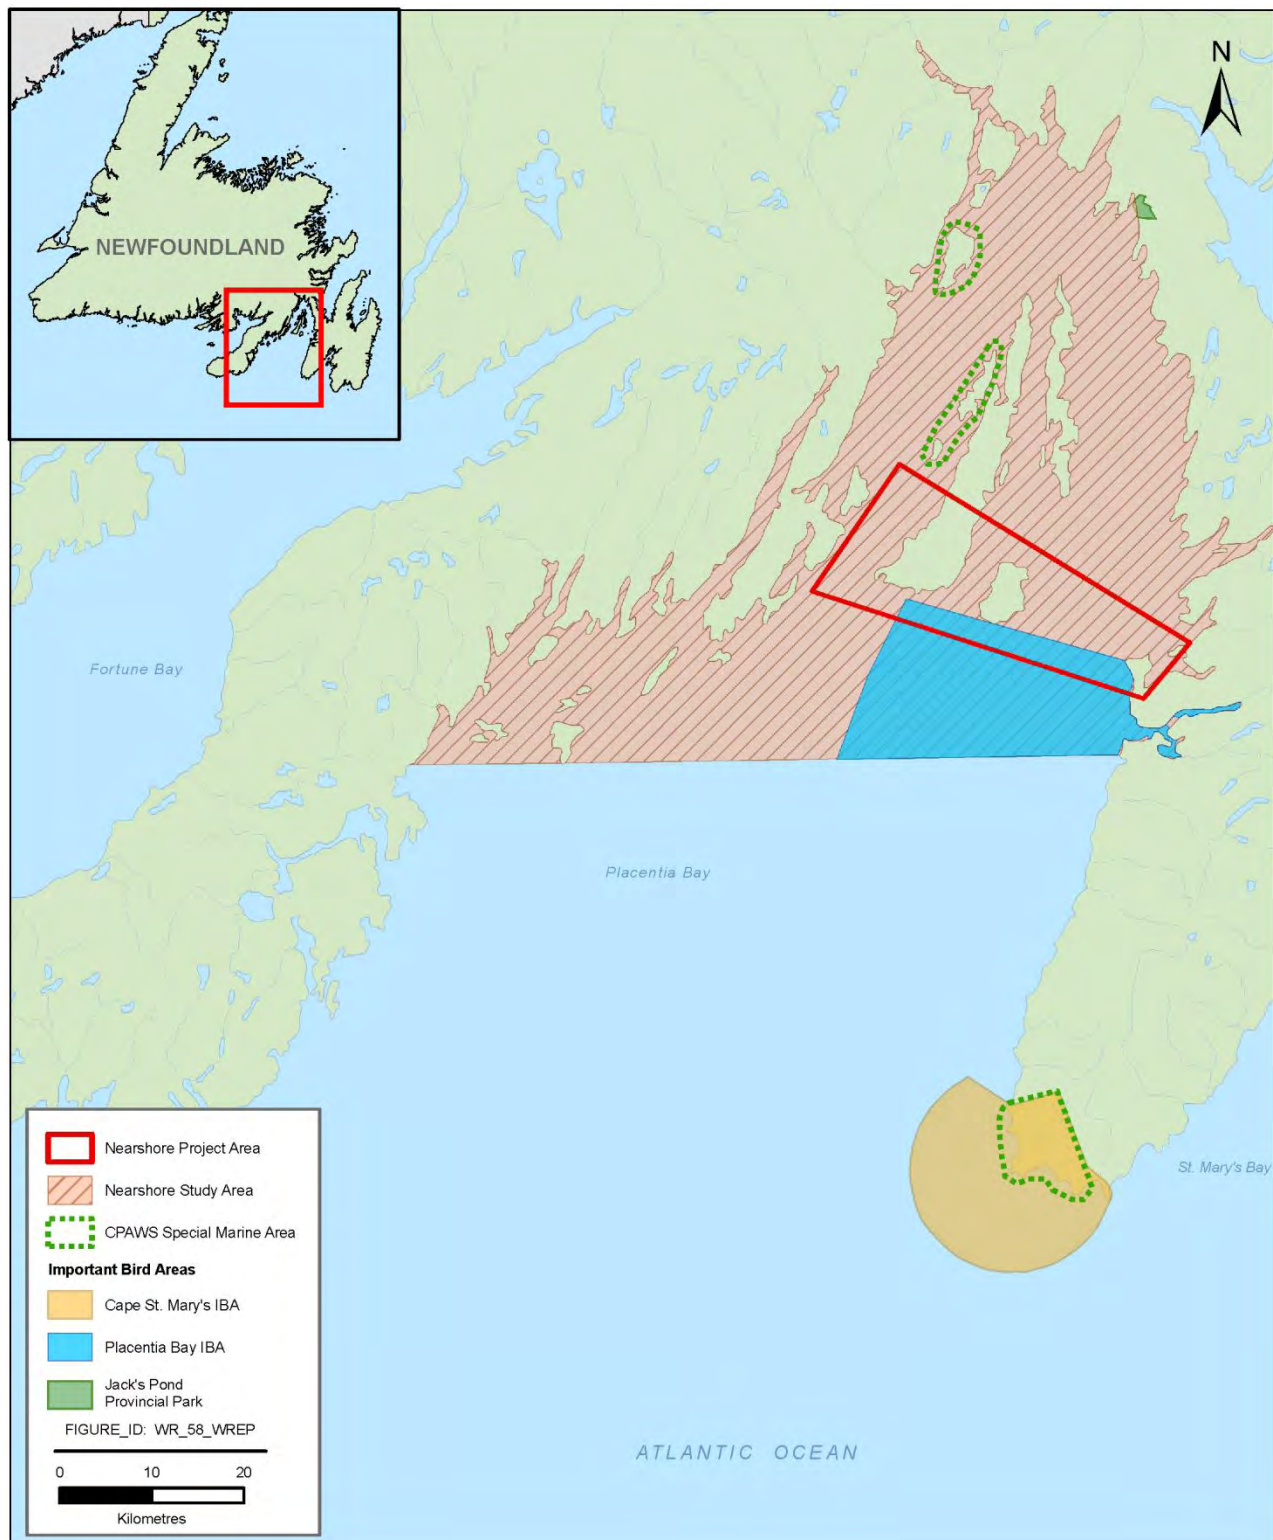 N
NEWFOUNDLAND
Fortune Bay
Placentia Bay
St. Mary's Bay
ATLANTIC OCEAN
Nearshore Project Area
Nearshore Study Area
CPAWS Special Marine Area
Important Bird Areas
Cape St. Mary's IBA
Placentia Bay IBA
Jack's Pond
Provincial Park
FIGURE_ID: WR_58_WREP
0 10 20
Kilometres